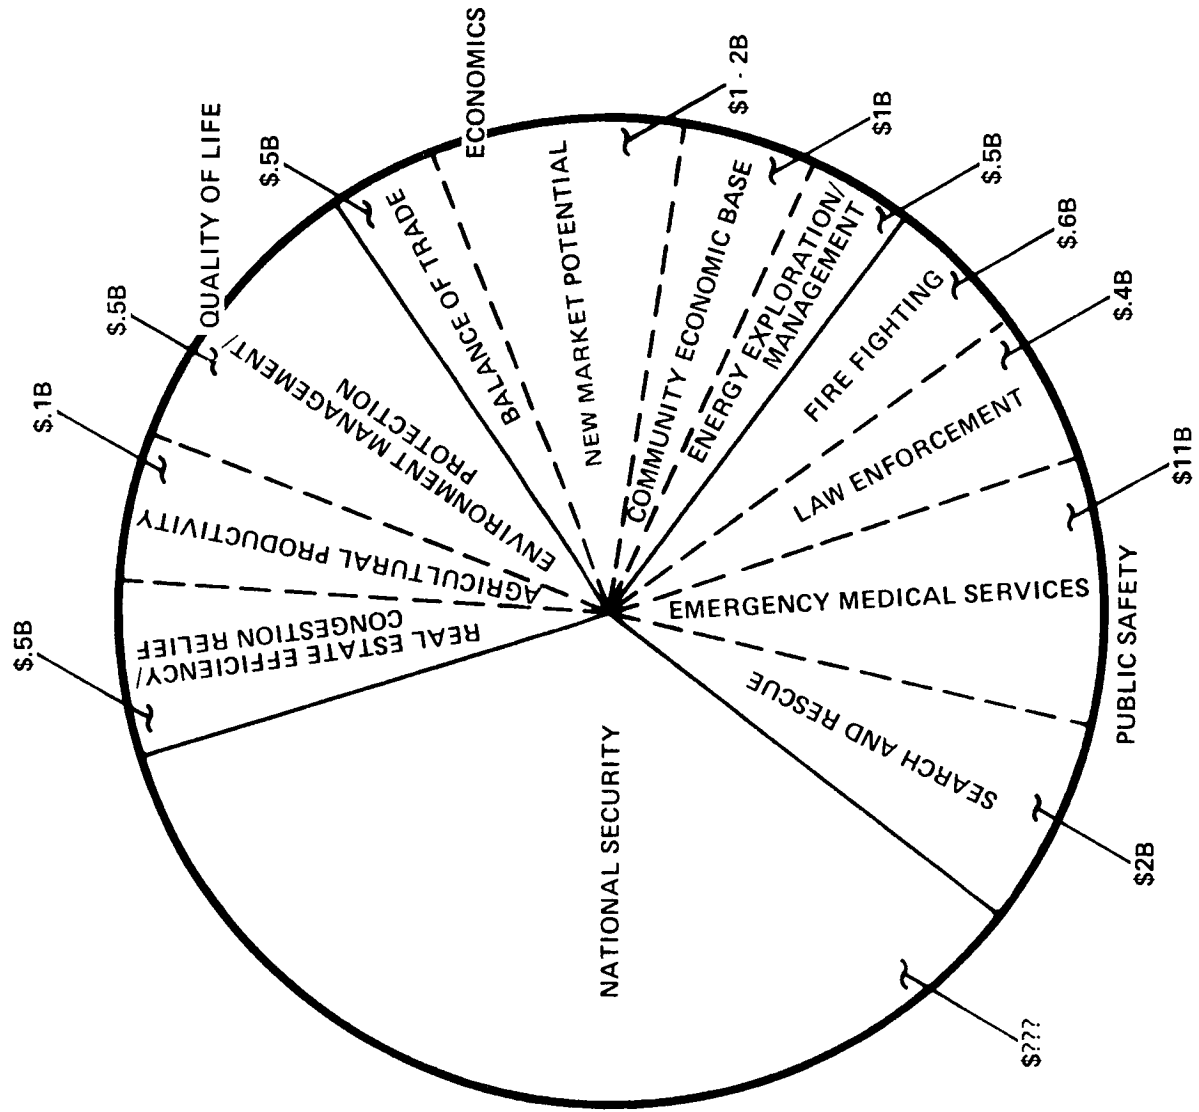 QUALITY OF LIFE
$.5B
REAL ESTATE EFFICIENCY/
CONGESTION RELIEF
$.1B
AGRICULTURAL PRODUCTIVITY
$.5B
ENVIRONMENT MANAGEMENT/
PROTECTION
ECONOMICS
$.5B
BALANCE OF TRADE
$1 - 2B
NEW MARKET POTENTIAL
$1B
COMMUNITY ECONOMIC BASE
$.5B
ENERGY EXPLORATION/
MANAGEMENT
PUBLIC SAFETY
$.6B
FIRE FIGHTING
$.4B
LAW ENFORCEMENT
$11B
EMERGENCY MEDICAL SERVICES
$2B
SEARCH AND RESCUE
$???
NATIONAL SECURITY